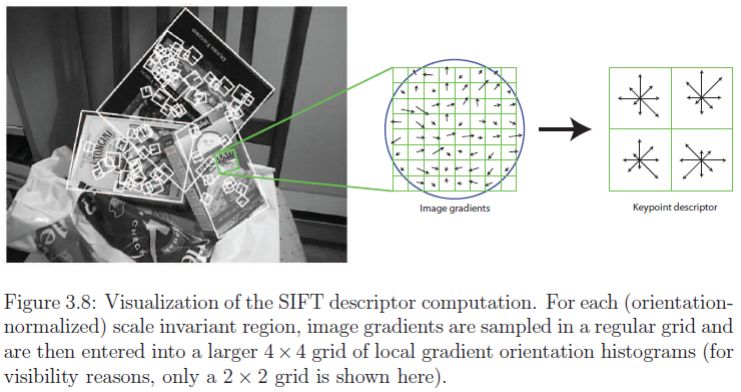 Image gradients
Keypoint descriptor
Figure 3.8: Visualization of the SIFT descriptor computation. For each (orientation-
normalized) scale invariant region, image gradients are sampled in a regular grid and
are then entered into a larger 4 × 4 grid of local gradient orientation histograms (for
visibility reasons, only a 2 × 2 grid is shown here).